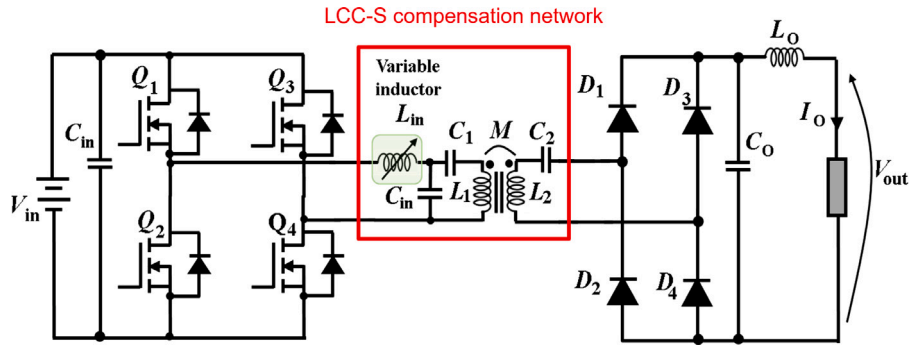 LCC-S compensation network
Variable
inductor
Q1
Q3
Cin
Vin
Q2
Q4
Lin
C1
M
C2
Cin
L1
L2
D1
D3
D2
D4
CO
LO
IO
Vout